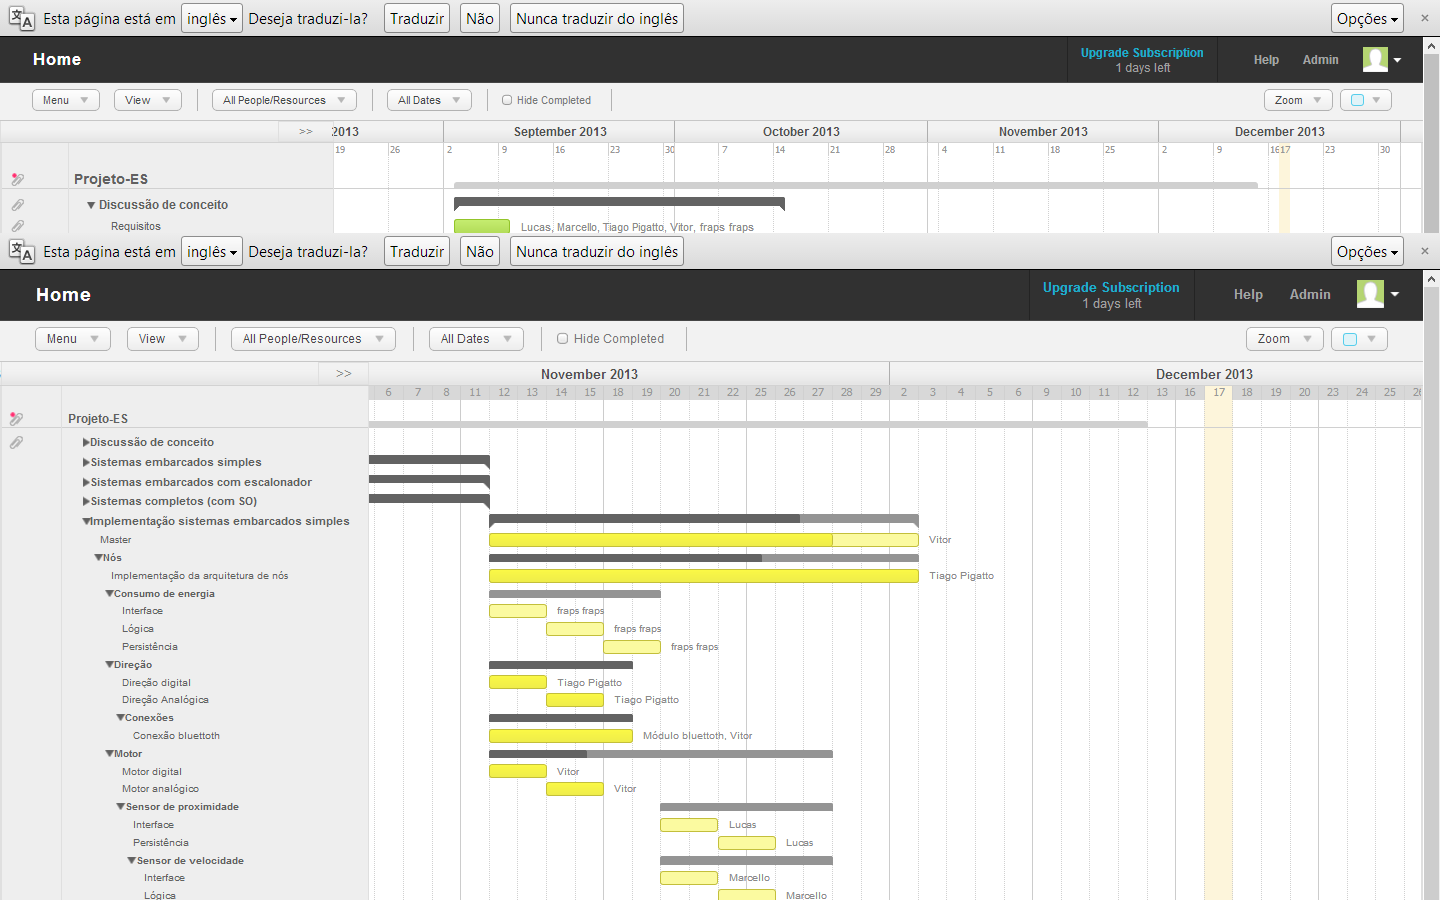 Esta página está em inglês Deseja traduzi-la? Traduzir Não Nunca traduzir do inglês Opções ×
Home Upgrade Subscription Help Admin
1 days left
Menu View All People/Resources All Dates Hide Completed Zoom
>> 2013 September 2013 October 2013 November 2013 December 2013
19 26 2 9 16 23 30 7 14 21 28 4 11 18 25 2 9 16 17 23 30
Projeto-ES
Discussão de conceito
Requisitos Lucas, Marcello, Tiago Pigatto, Vitor, fraps fraps
Esta página está em inglês Deseja traduzi-la? Traduzir Não Nunca traduzir do inglês Opções ×
Home Upgrade Subscription Help Admin
1 days left
Menu View All People/Resources All Dates Hide Completed Zoom
>> November 2013 December 2013
6 7 8 11 12 13 14 15 18 19 20 21 22 25 26 27 28 29 2 3 4 5 6 9 10 11 12 13 16 17 18 19 20 23 24 25
Projeto-ES
Discussão de conceito
Sistemas embarcados simples
Sistemas embarcados com escalonador
Sistemas completos (com SO)
Implementação sistemas embarcados simples
Master Vitor
Nós
Implementação da arquitetura de nós Tiago Pigatto
Consumo de energia
Interface fraps fraps
Lógica fraps fraps
Persistência fraps fraps
Direção
Direção digital Tiago Pigatto
Direção Analógica Tiago Pigatto
Conexões
Conexão bluettoth Módulo bluettoth, Vitor
Motor
Motor digital Vitor
Motor analógico Vitor
Sensor de proximidade
Interface Lucas
Persistência Lucas
Sensor de velocidade
Interface Marcello
Lógica Marcello